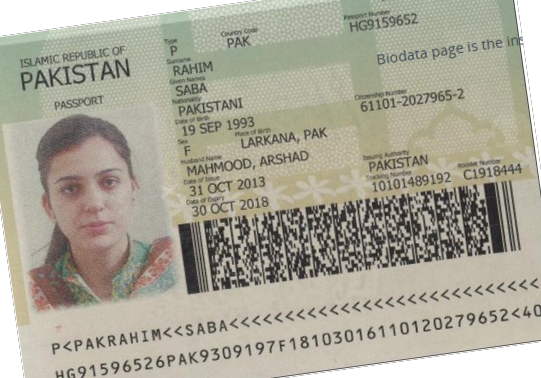 ISLAMIC REPUBLIC OF
PAKISTAN
PASSPORT
Type
P
Country Code
PAK
Passport Number
HG9159652
Surname
RAHIM
Given Names
SABA
Biodata page is the ins
Nationality
PAKISTANI
Date of Birth
19 SEP 1993
Citizenship Number
61101-2027965-2
Sex
F
Place of Birth
LARKANA, PAK
Husband Name
MAHMOOD, ARSHAD
Date of Issue
31 OCT 2013
Issuing Authority
PAKISTAN
Date of Expiry
30 OCT 2018
Tracking Number
10101489192
Booklet Number
C1918444
P<PAKRAHIM<<SABA<<<<<<<<<<<<<<<<<<<<<<<<<<<
HG91596526PAK9309197F18103016110120279652<40